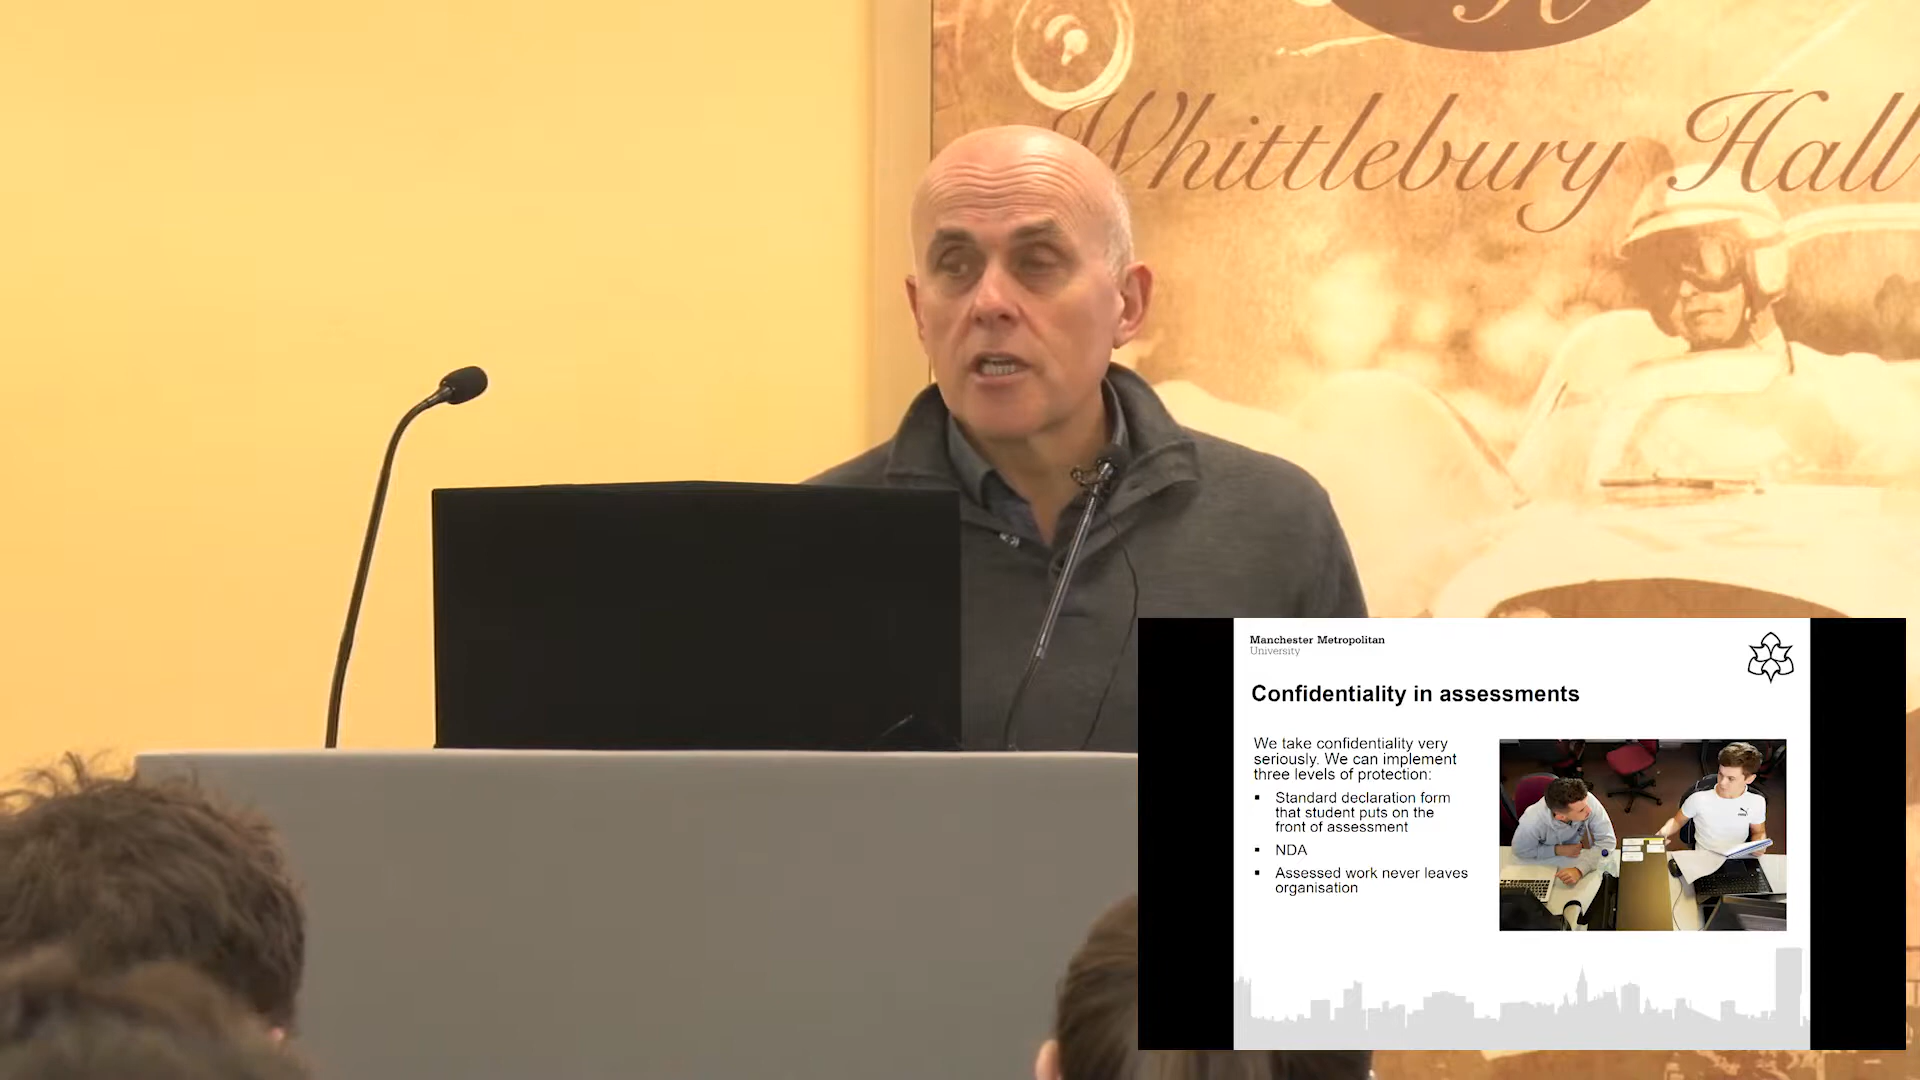 Whittlebury Hall
Manchester Metropolitan
University
Confidentiality in assessments
We take confidentiality very
seriously. We can implement
three levels of protection:
▪ Standard declaration form
that student puts on the
front of assessment
▪ NDA
▪ Assessed work never leaves
organisation